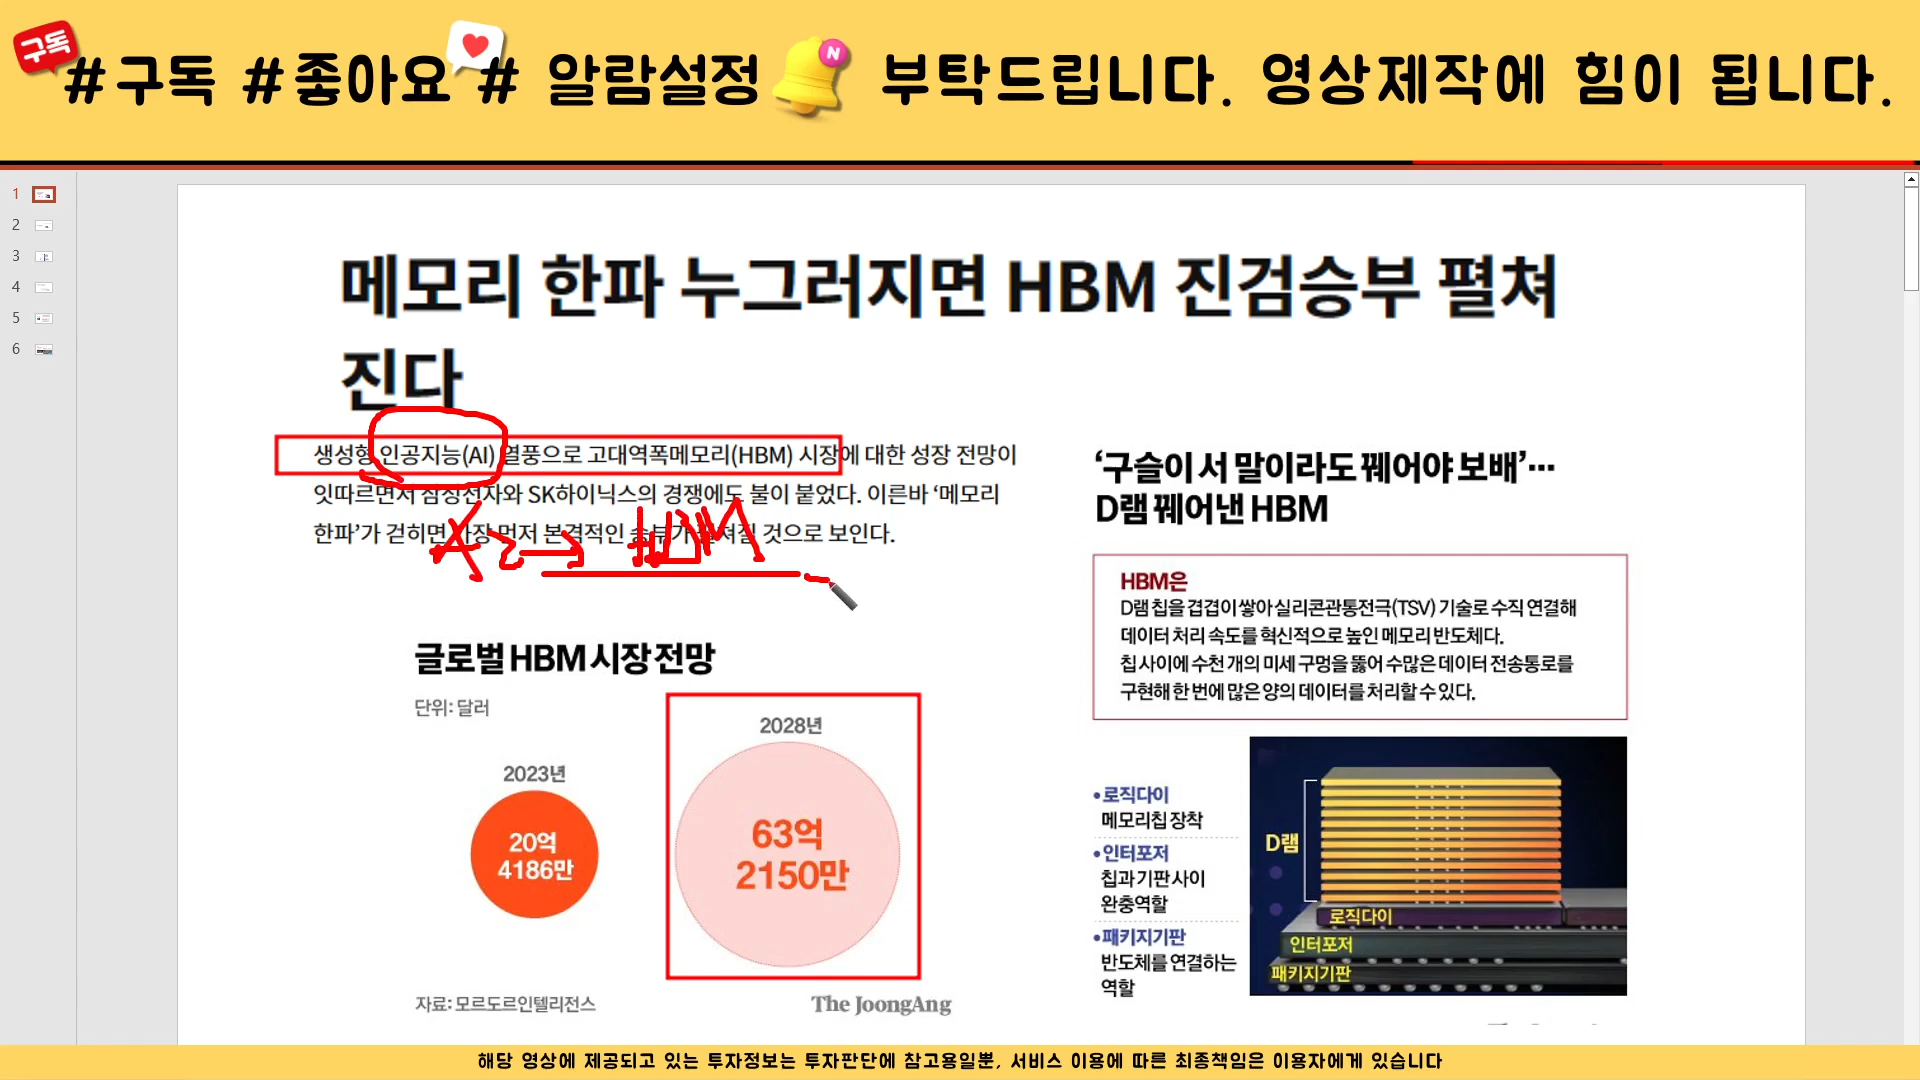 구독
N
#구독 #좋아요 # 알람설정 부탁드립니다. 영상제작에 힘이 됩니다.
1
2
3
4
5
6
메모리 한파 누그러지면 HBM 진검승부 펼쳐
진다
생성형 인공지능(AI) 열풍으로 고대역폭메모리(HBM) 시장에 대한 성장 전망이
잇따르면서 삼성전자와 SK하이닉스의 경쟁에도 불이 붙었다. 이른바 ‘메모리
한파’가 걷히면 가장 먼저 본격적인 승부가 펼쳐질 것으로 보인다.
HBM
글로벌 HBM 시장 전망
단위: 달러
2023년
20억
4186만
2028년
63억
2150만
자료: 모르도르인텔리전스
The JoongAng
‘구슬이 서 말이라도 꿰어야 보배’…
D램 꿰어낸 HBM
HBM은
D램 칩을 겹겹이 쌓아 실리콘관통전극(TSV) 기술로 수직 연결해
데이터 처리 속도를 혁신적으로 높인 메모리 반도체다.
칩 사이에 수천 개의 미세 구멍을 뚫어 수많은 데이터 전송통로를
구현해 한 번에 많은 양의 데이터를 처리할 수 있다.
•로직다이
메모리칩 장착
•인터포저
칩과 기판 사이
완충역할
•패키지기판
반도체를 연결하는
역할
D램
로직다이
인터포저
패키지기판
해당 영상에 제공되고 있는 투자정보는 투자판단에 참고용일뿐, 서비스 이용에 따른 최종책임은 이용자에게 있습니다